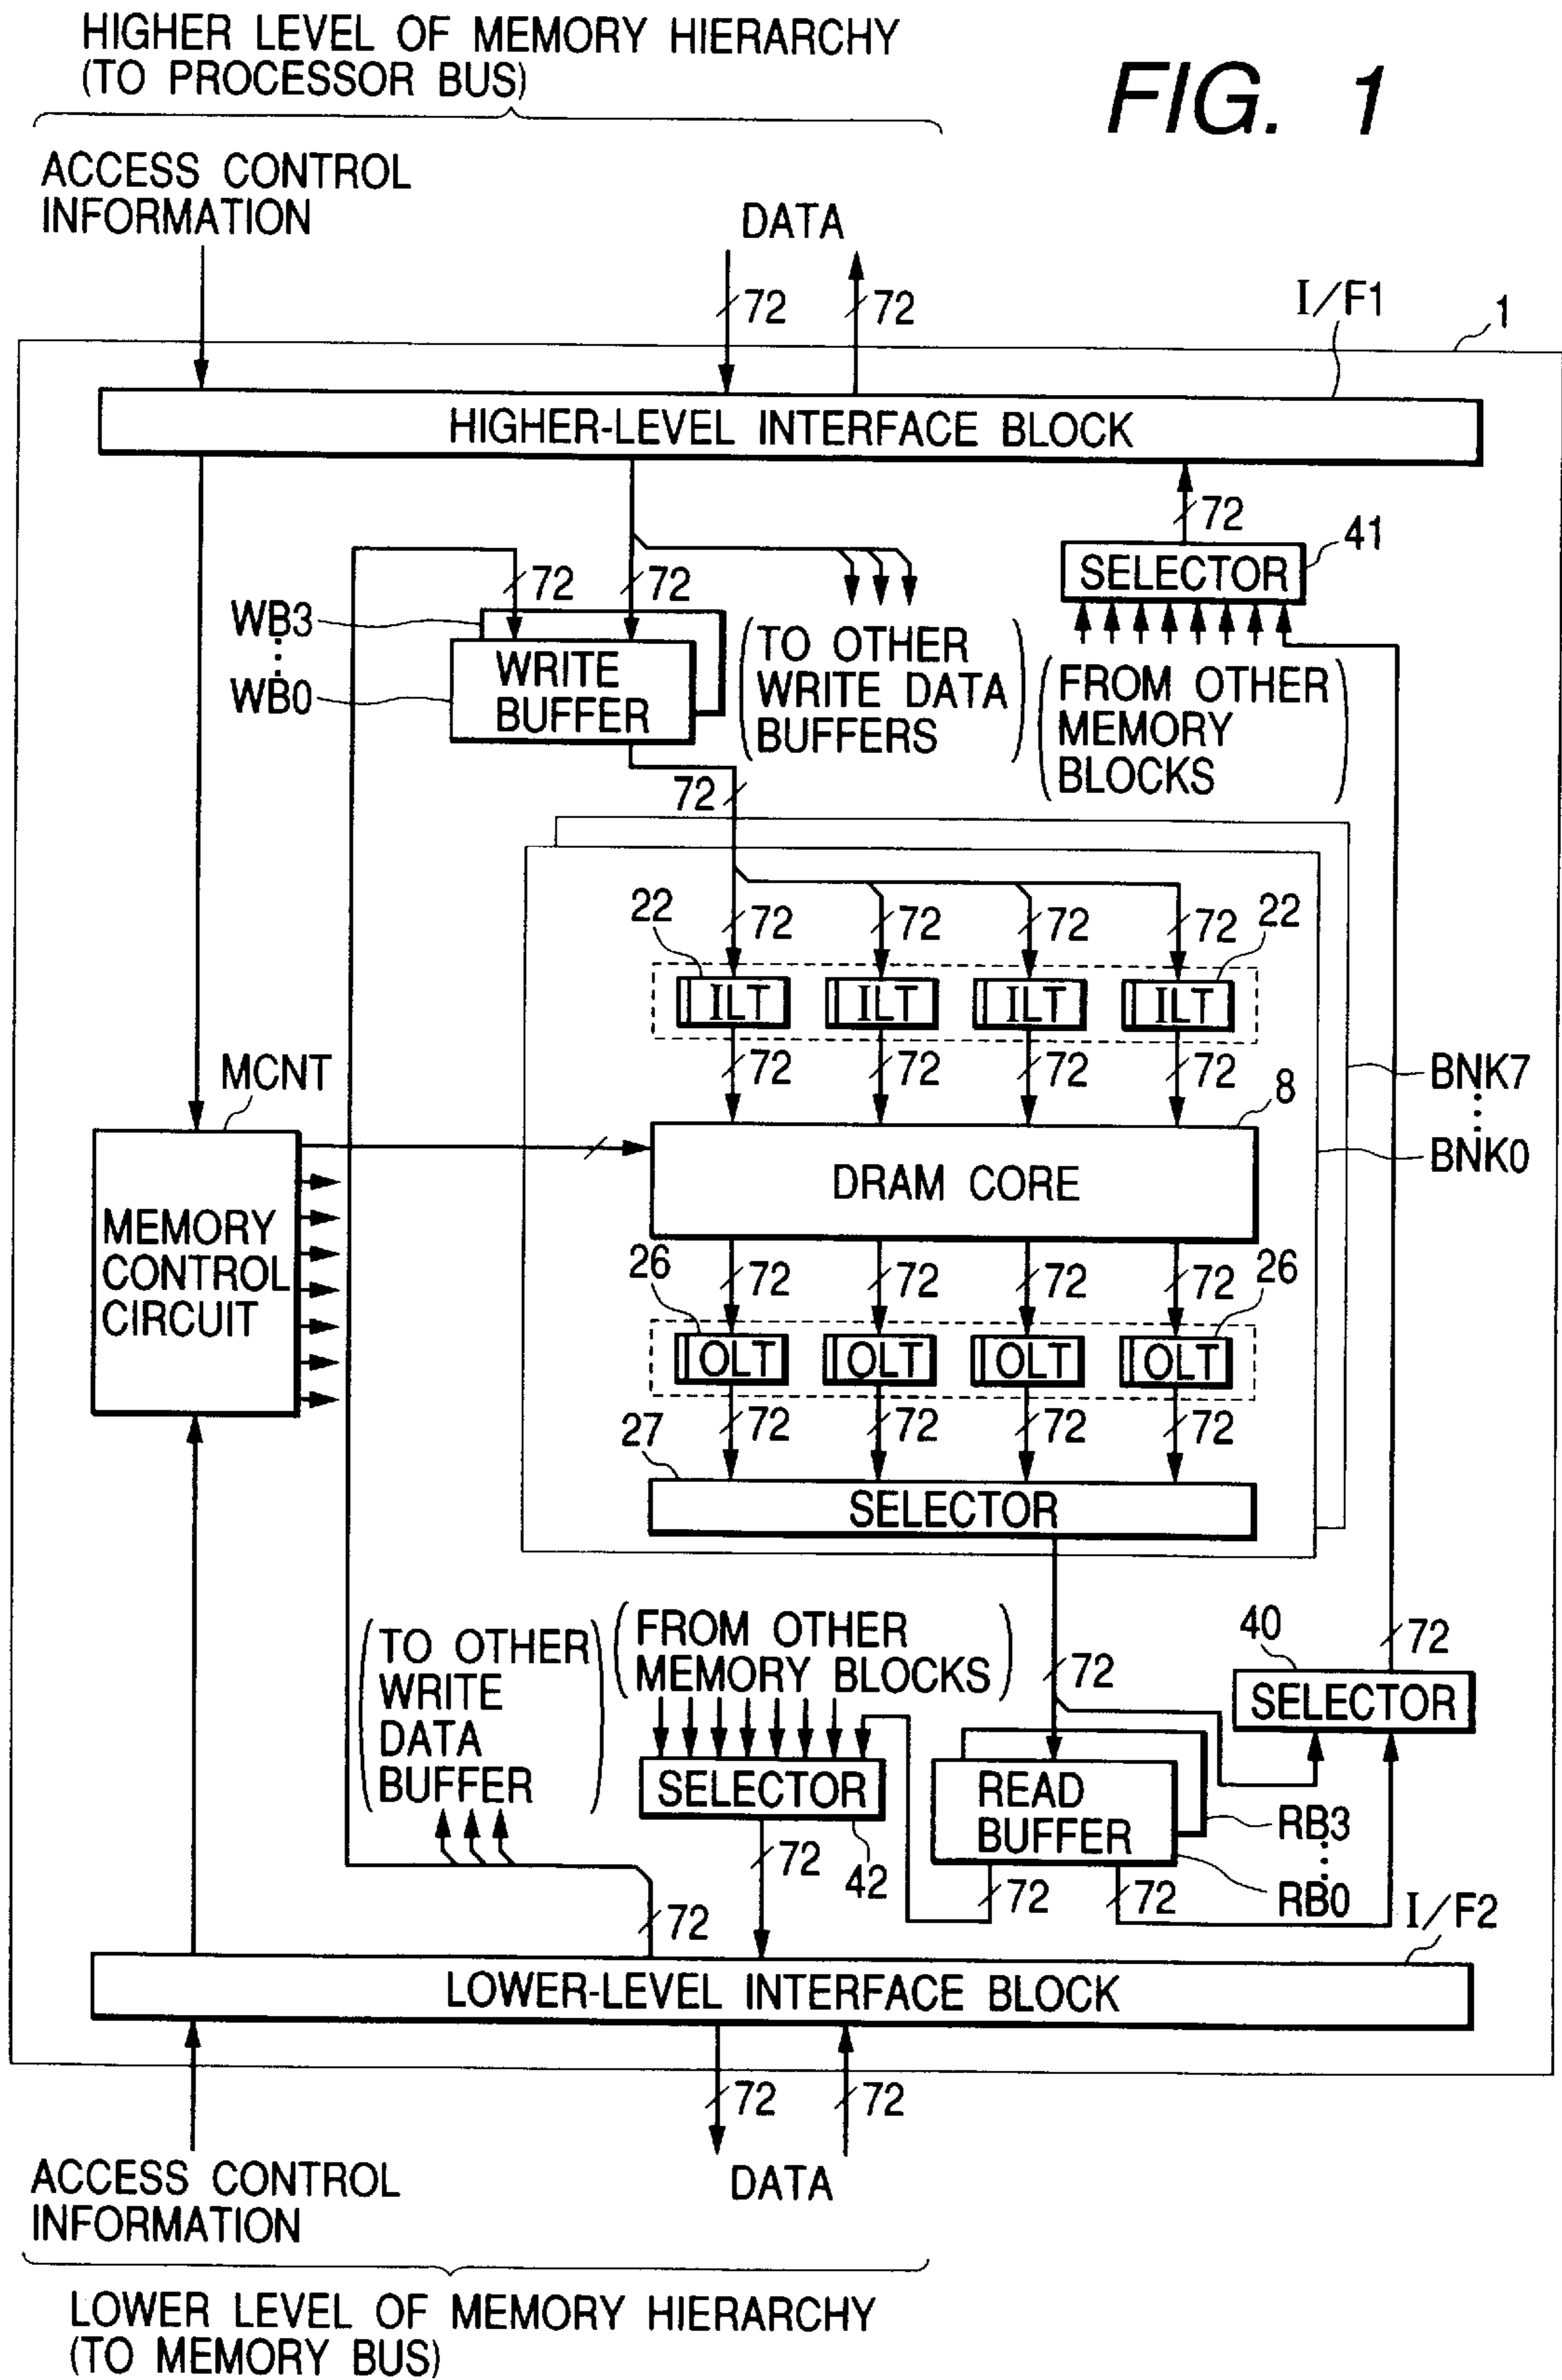 HIGHER LEVEL OF MEMORY HIERARCHY
(TO PROCESSOR BUS)
FIG. 1
ACCESS CONTROL
INFORMATION
DATA
72
72
I/F1
1
HIGHER-LEVEL INTERFACE BLOCK
72
41
SELECTOR
72
72
WB3
WB0
WRITE
BUFFER
(TO OTHER
WRITE DATA
BUFFERS)
(FROM OTHER
MEMORY
BLOCKS)
72
22
72
72
72
72
22
ILT
ILT
ILT
ILT
72
72
72
72
MCNT
8
BNK7
BNK0
DRAM CORE
MEMORY
CONTROL
CIRCUIT
26
72
72
72
72
26
OLT
OLT
OLT
OLT
27
72
72
72
72
SELECTOR
(TO OTHER
WRITE
DATA
BUFFER)
(FROM OTHER
MEMORY BLOCKS)
72
40
72
SELECTOR
SELECTOR
42
READ
BUFFER
RB3
RB0
72
72
72
72
I/F2
LOWER-LEVEL INTERFACE BLOCK
72
72
DATA
ACCESS CONTROL
INFORMATION
LOWER LEVEL OF MEMORY HIERARCHY
(TO MEMORY BUS)